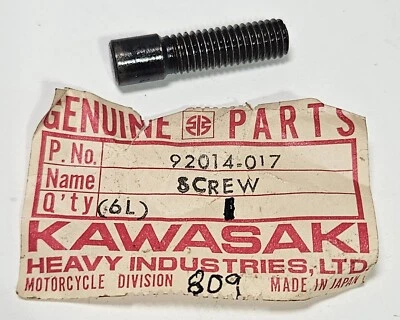 GENUINE PARTS
P.No. 92014-017
Name SCREW
Q'ty (6L) 1
KAWASAKI
HEAVY INDUSTRIES, LTD.
MOTORCYCLE DIVISION 809 MADE IN JAPAN